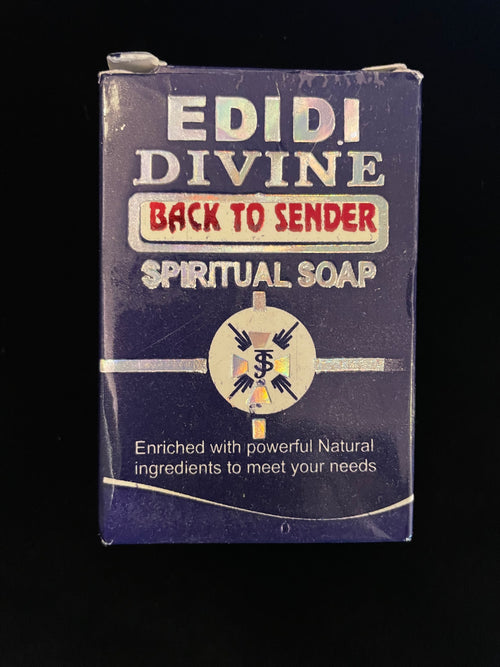 EDIDI
DIVINE
BACK TO SENDER
SPIRITUAL SOAP
Enriched with powerful Natural
ingredients to meet your needs